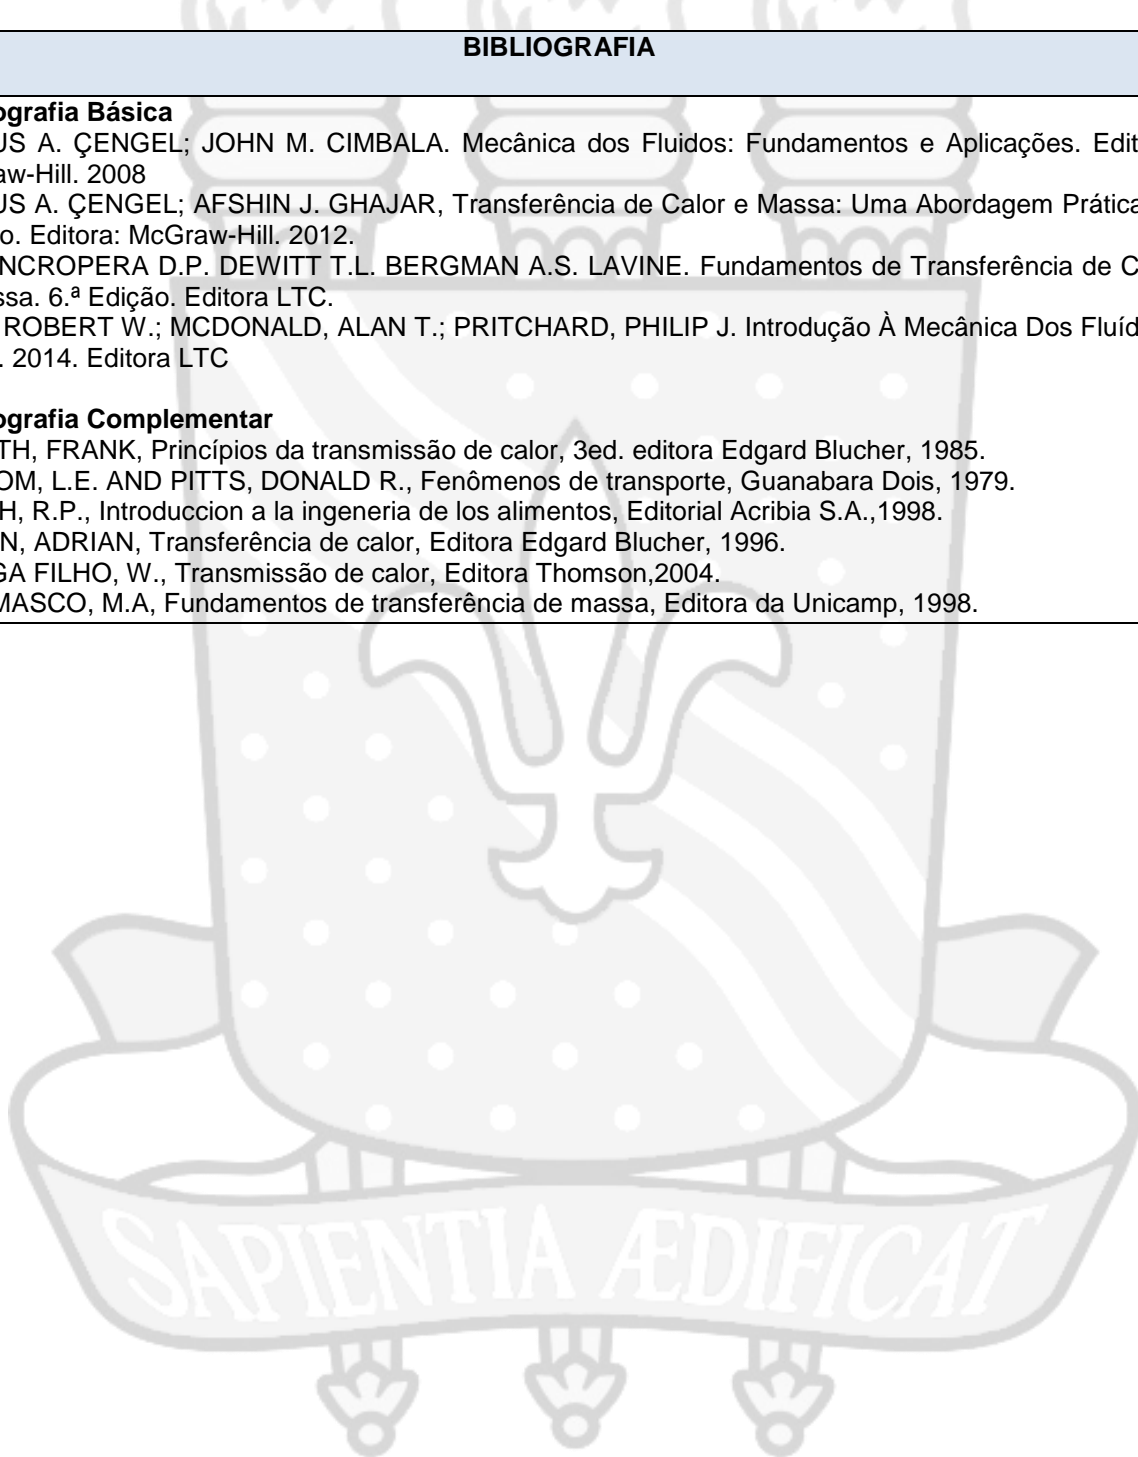 BIBLIOGRAFIA
ografia Básica
US A. ÇENGEL; JOHN M. CIMBALA. Mecânica dos Fluidos: Fundamentos e Aplicações. Edit
aw-Hill. 2008
US A. ÇENGEL; AFSHIN J. GHAJAR, Transferência de Calor e Massa: Uma Abordagem Prática
o. Editora: McGraw-Hill. 2012.
NCROPERA D.P. DEWITT T.L. BERGMAN A.S. LAVINE. Fundamentos de Transferência de C
ssa. 6.ª Edição. Editora LTC.
ROBERT W.; MCDONALD, ALAN T.; PRITCHARD, PHILIP J. Introdução À Mecânica Dos Fluíd
. 2014. Editora LTC
ografia Complementar
TH, FRANK, Princípios da transmissão de calor, 3ed. editora Edgard Blucher, 1985.
OM, L.E. AND PITTS, DONALD R., Fenômenos de transporte, Guanabara Dois, 1979.
H, R.P., Introduccion a la ingeneria de los alimentos, Editorial Acribia S.A.,1998.
N, ADRIAN, Transferência de calor, Editora Edgard Blucher, 1996.
GA FILHO, W., Transmissão de calor, Editora Thomson,2004.
MASCO, M.A, Fundamentos de transferência de massa, Editora da Unicamp, 1998.
SAPIENTIA ÆDIFICAT